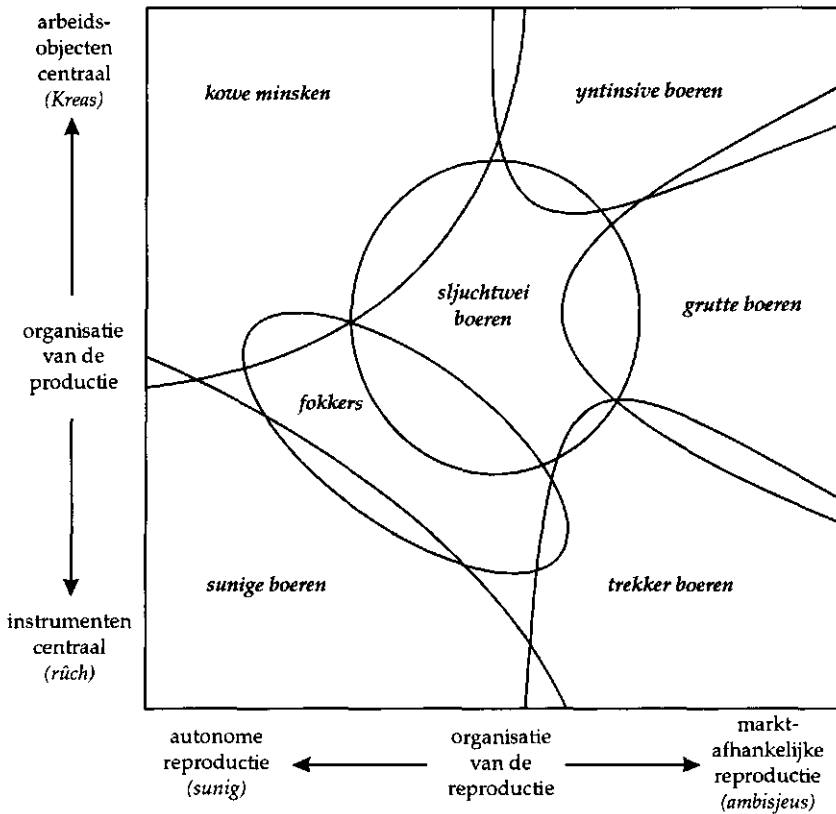 arbeids-
objecten
centraal
(Kreas)
organisatie
van de
productie
instrumenten
centraal
(rûch)
kowe minsken
yntinsive boeren
sljuchtwei
boeren
grutte boeren
fokkers
sunige boeren
trekker boeren
autonome
reproductie
(sunig)
organisatie
van de
reproductie
markt-
afhankelijke
reproductie
(ambisjeus)